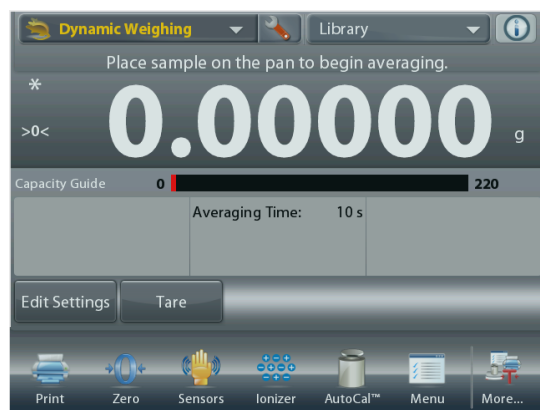 Dynamic Weighing Library
Place sample on the pan to begin averaging.
*
>0<
0.00000 g
Capacity Guide 0 220
Averaging Time: 10 s
Edit Settings Tare
Print Zero Sensors Ionizer AutoCal™ Menu More...